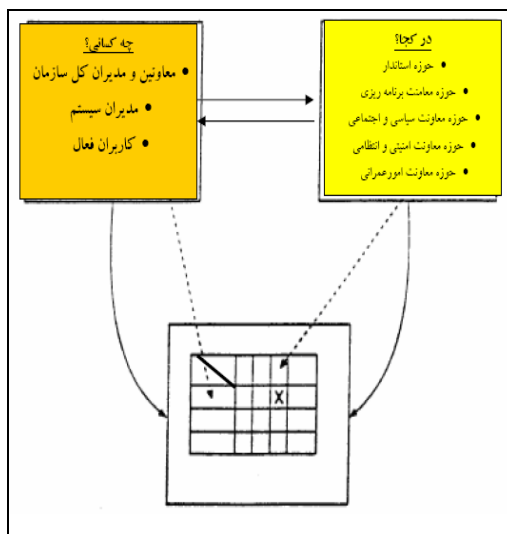 چه کسانی؟
• معاونین و مدیران کل سازمان
• مدیران سیستم
• کاربران فعال
در کجا؟
• حوزه استاندار
• حوزه معاونت برنامه ریزی
• حوزه معاونت سیاسی و اجتماعی
• حوزه معاونت امنیتی و انتظامی
• حوزه معاونت امورعمرانی
X